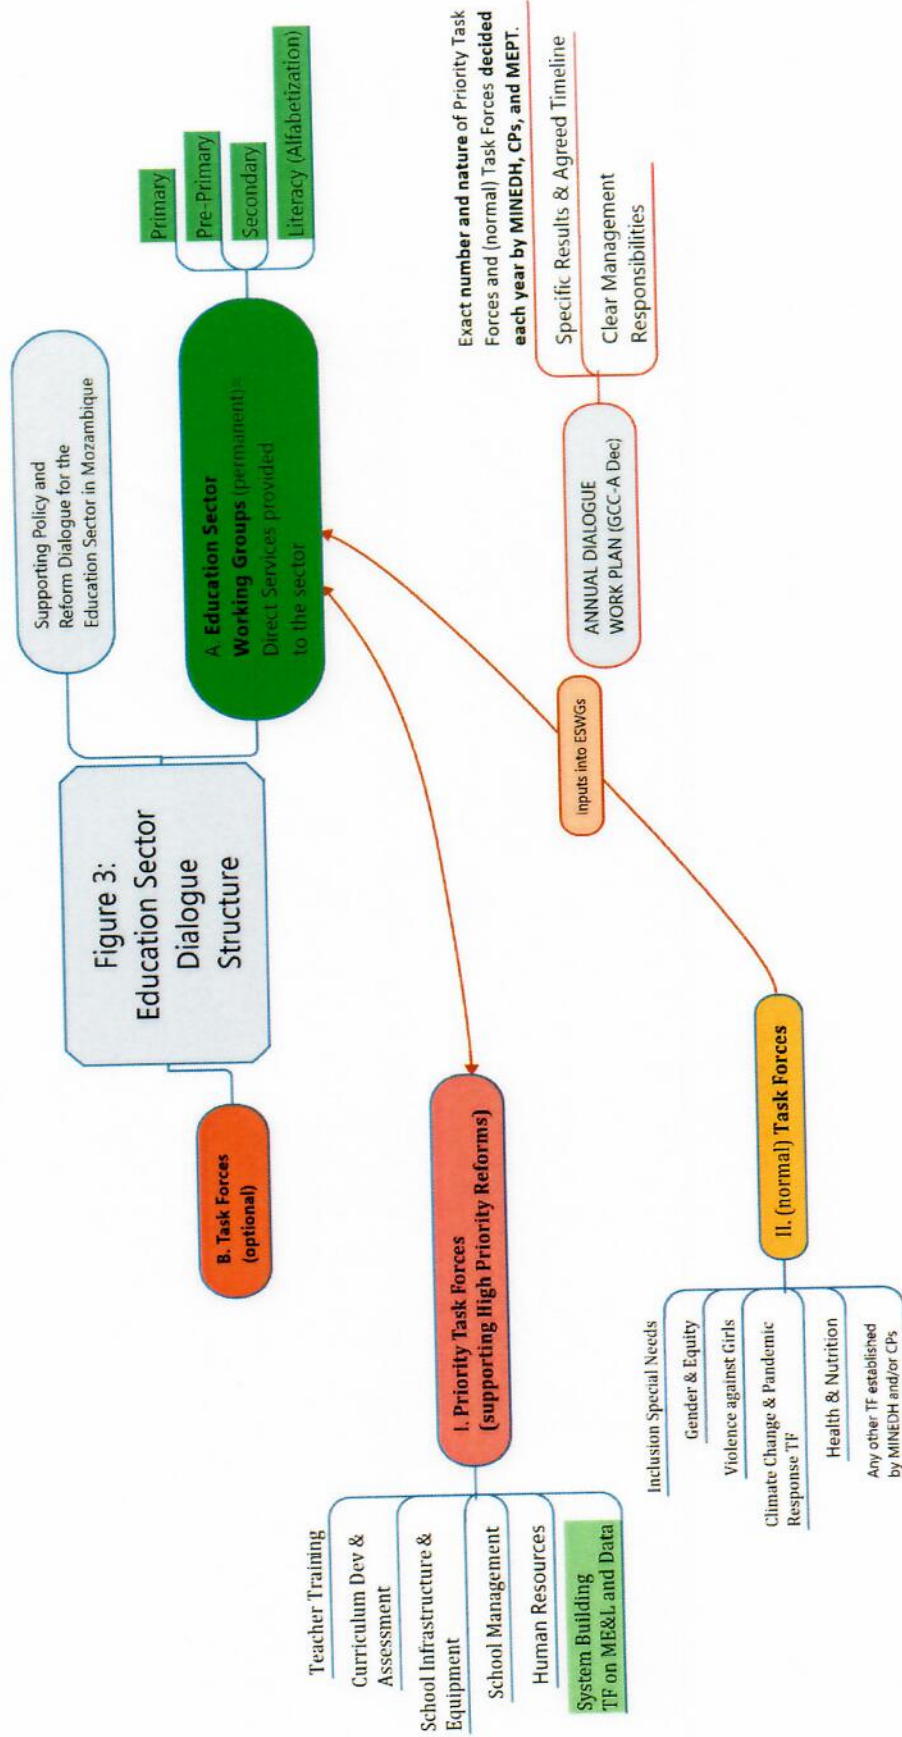 Figure 3:
Education Sector
Dialogue
Structure
Supporting Policy and
Reform Dialogue for the
Education Sector in Mozambique
A. Education Sector
Working Groups (permanent)=
Direct Services provided
to the sector
Primary
Pre-Primary
Secondary
Literacy (Alfabetization)
B. Task Forces
(optional)
I. Priority Task Forces
(supporting High Priority Reforms)
Teacher Training
Curriculum Dev &
Assessment
School Infrastructure &
Equipment
School Management
Human Resources
System Building
TF on ME&L and Data
Inputs into ESWGs
ANNUAL DIALOGUE
WORK PLAN (GCC-A Dec)
Exact number and nature of Priority Task
Forces and (normal) Task Forces decided
each year by MINEDH, CPs, and MEPT.
Specific Results & Agreed Timeline
Clear Management
Responsibilities
II. (normal) Task Forces
Inclusion Special Needs
Gender & Equity
Violence against Girls
Climate Change & Pandemic
Response TF
Health & Nutrition
Any other TF established
by MINEDH and/or CPs